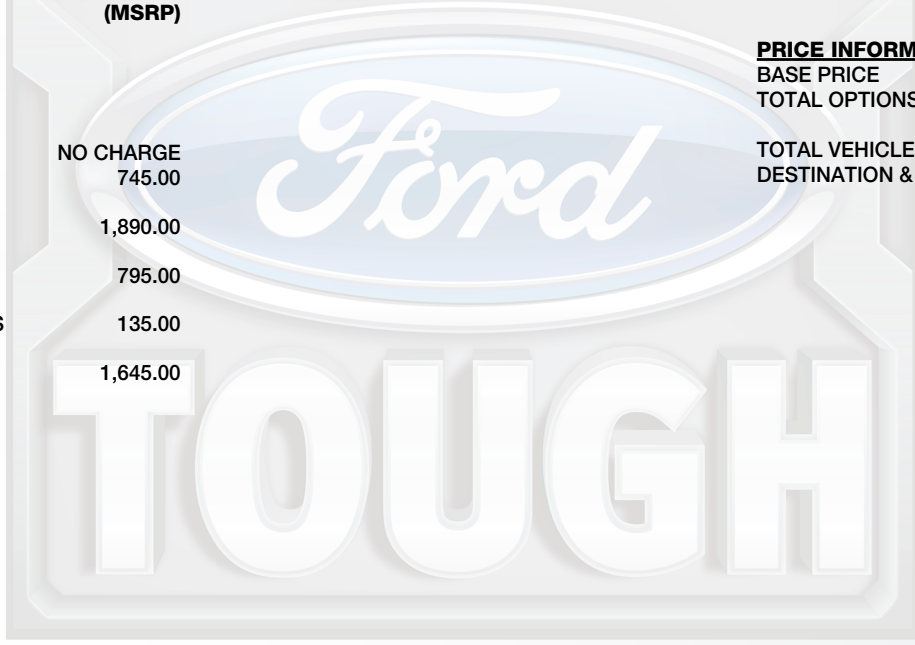 (MSRP)
NO CHARGE
745.00
1,890.00
795.00
S 135.00
1,645.00
PRICE INFORM
BASE PRICE
TOTAL OPTIONS
TOTAL VEHICLE
DESTINATION &
Ford
TOUGH